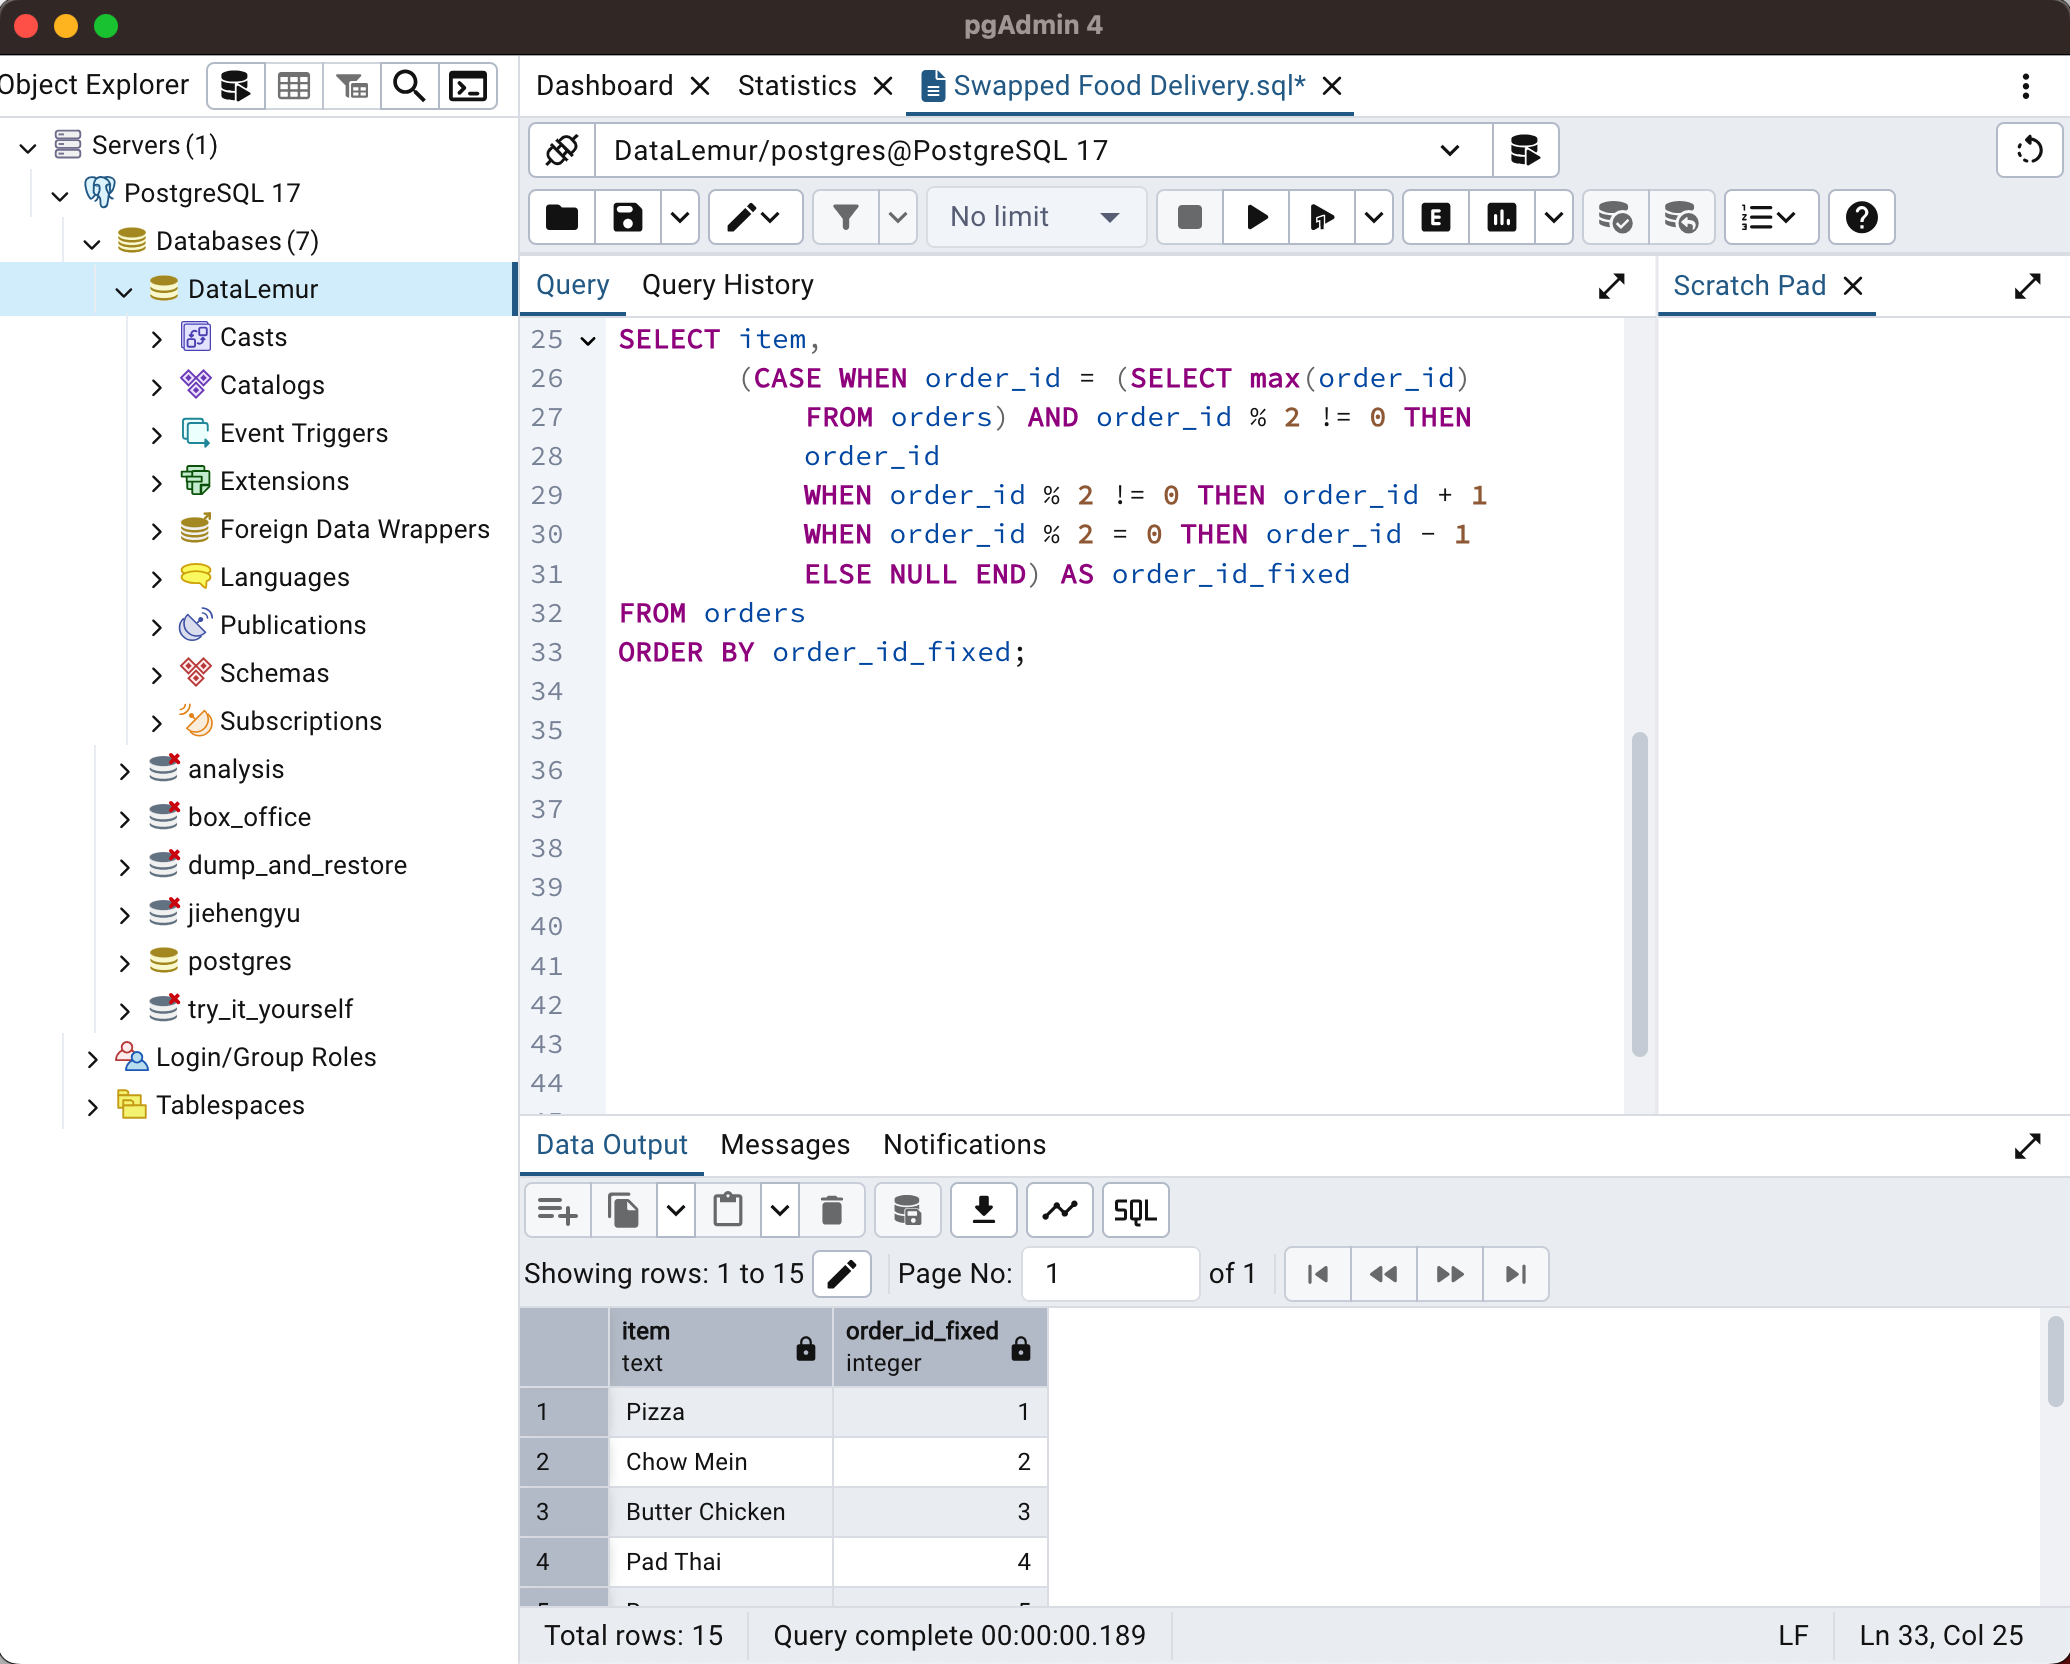 pgAdmin 4
Object Explorer
Dashboard
Statistics
Swapped Food Delivery.sql*
Servers (1)
PostgreSQL 17
Databases (7)
DataLemur
Casts
Catalogs
Event Triggers
Extensions
Foreign Data Wrappers
Languages
Publications
Schemas
Subscriptions
analysis
box_office
dump_and_restore
jiehengyu
postgres
try_it_yourself
Login/Group Roles
Tablespaces
DataLemur/postgres@PostgreSQL 17
No limit
E
Query
Query History
Scratch Pad
25 SELECT item,
26 (CASE WHEN order_id = (SELECT max(order_id)
27 FROM orders) AND order_id % 2 != 0 THEN
28 order_id
29 WHEN order_id % 2 != 0 THEN order_id + 1
30 WHEN order_id % 2 = 0 THEN order_id - 1
31 ELSE NULL END) AS order_id_fixed
32 FROM orders
33 ORDER BY order_id_fixed;
34
35
36
37
38
39
40
41
42
43
44
Data Output
Messages
Notifications
SQL
Showing rows: 1 to 15
Page No: 1 of 1
item order_id_fixed
text integer
1 Pizza 1
2 Chow Mein 2
3 Butter Chicken 3
4 Pad Thai 4
Total rows: 15
Query complete 00:00:00.189
LF
Ln 33, Col 25